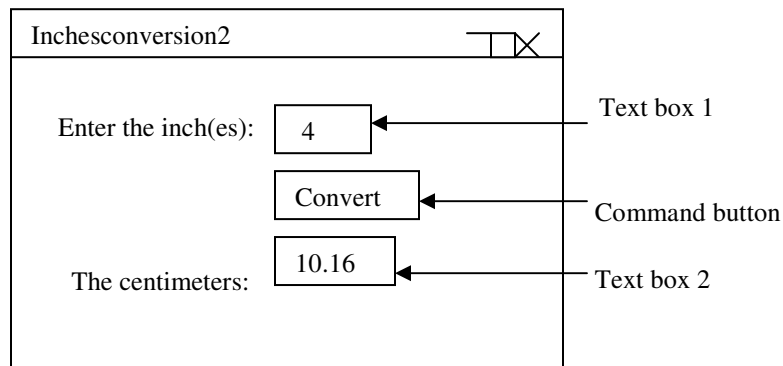 Inchesconversion2
Enter the inch(es): 4 Text box 1
Convert Command button
The centimeters: 10.16 Text box 2